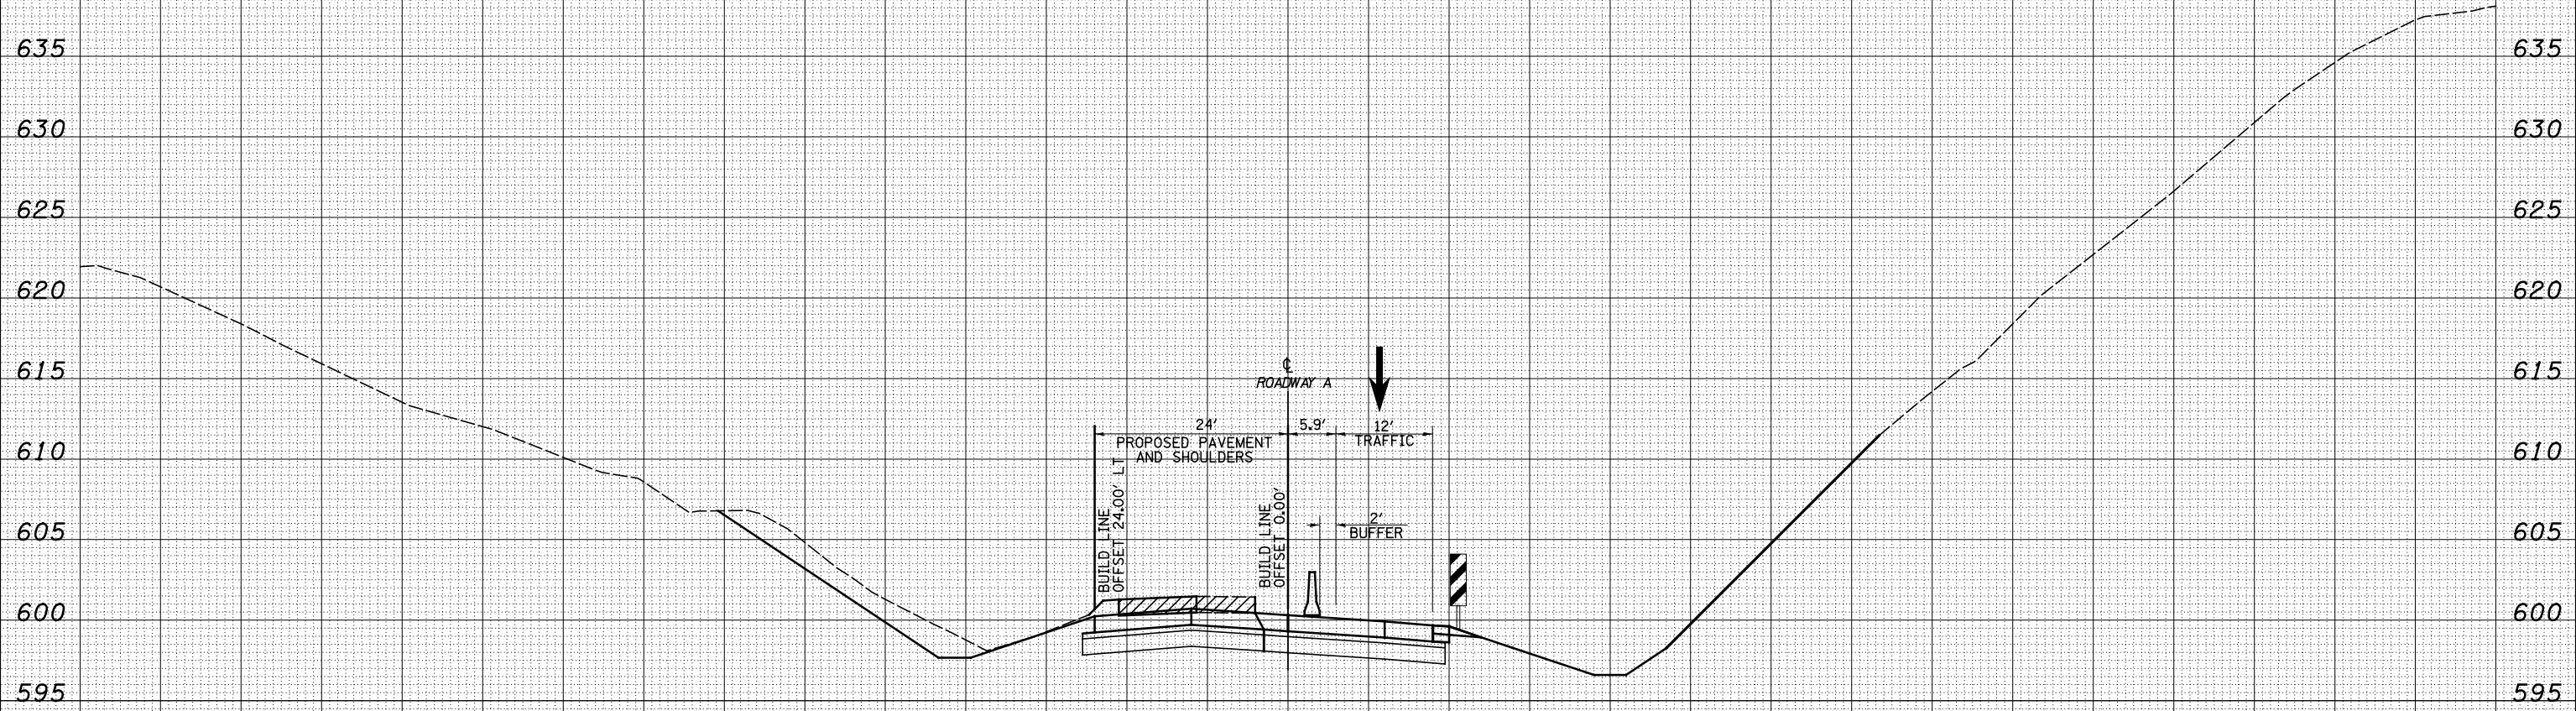 635 635
630 630
625 625
620 620
615 615
℄
ROADWAY A
24' 5.9' 12'
PROPOSED PAVEMENT TRAFFIC
610 610
AND SHOULDERS
BUILD LINE
OFFSET 24.00' LT
BUILD LINE
OFFSET 0.00'
2'
BUFFER
605 605
600 600
595 595